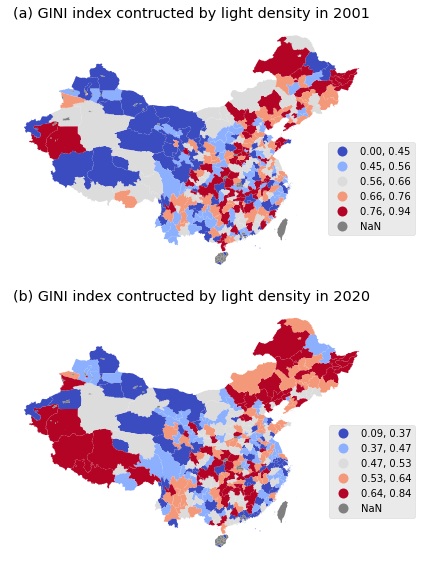 (a) GINI index contructed by light density in 2001
0.00, 0.45
0.45, 0.56
0.56, 0.66
0.66, 0.76
0.76, 0.94
NaN
(b) GINI index contructed by light density in 2020
0.09, 0.37
0.37, 0.47
0.47, 0.53
0.53, 0.64
0.64, 0.84
NaN